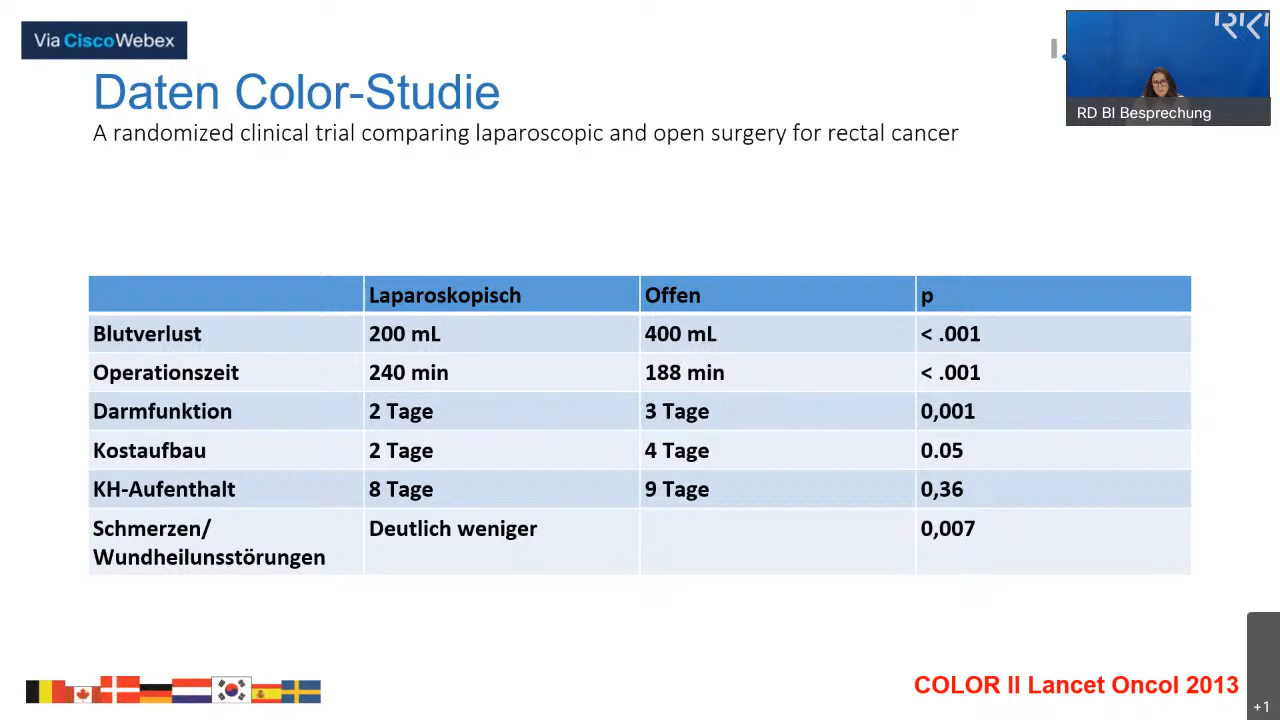 Via CiscoWebex
RD BI Besprechung
Daten Color-Studie
A randomized clinical trial comparing laparoscopic and open surgery for rectal cancer
Laparoskopisch Offen p
Blutverlust 200 mL 400 mL < .001
Operationszeit 240 min 188 min < .001
Darmfunktion 2 Tage 3 Tage 0,001
Kostaufbau 2 Tage 4 Tage 0.05
KH-Aufenthalt 8 Tage 9 Tage 0,36
Schmerzen/ Deutlich weniger 0,007
Wundheilunsstörungen
COLOR II Lancet Oncol 2013
+1